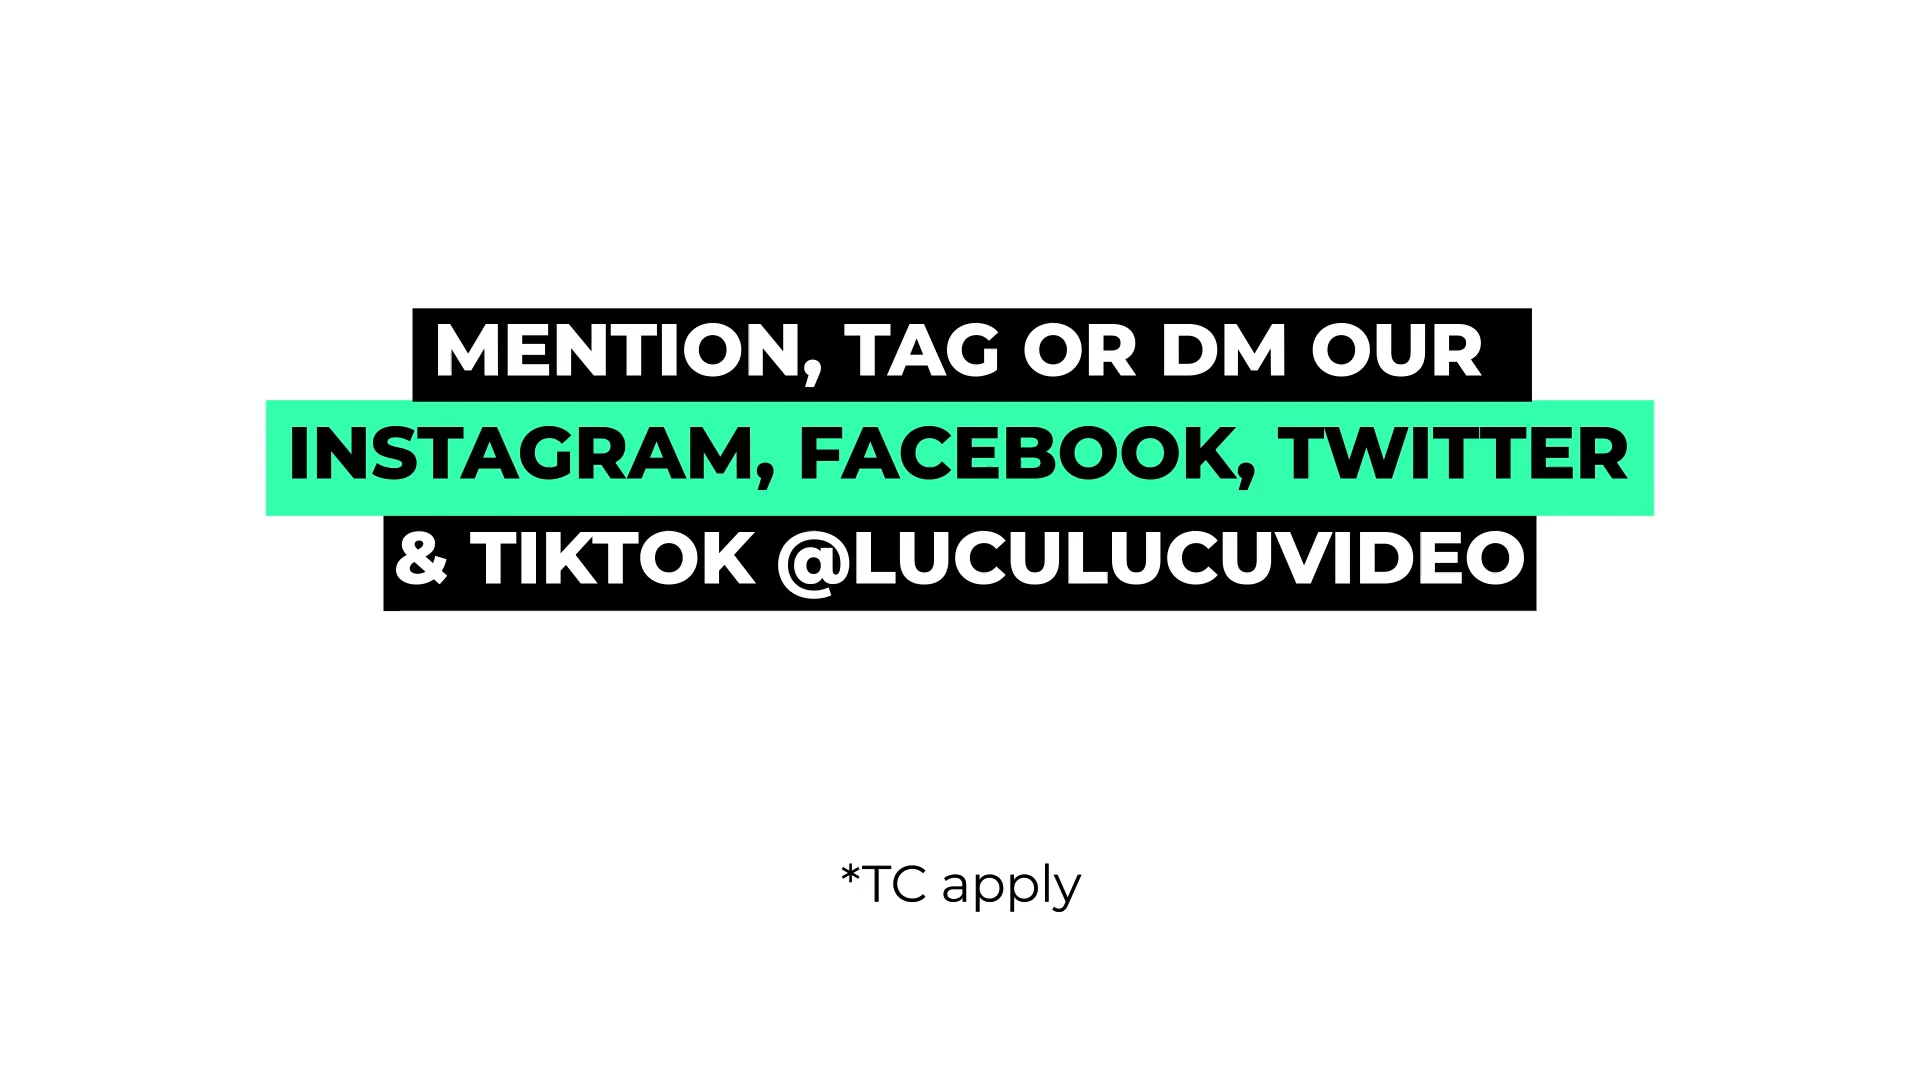 MENTION, TAG OR DM OUR
INSTAGRAM, FACEBOOK, TWITTER
& TIKTOK @LUCULUCUVIDEO
*TC apply